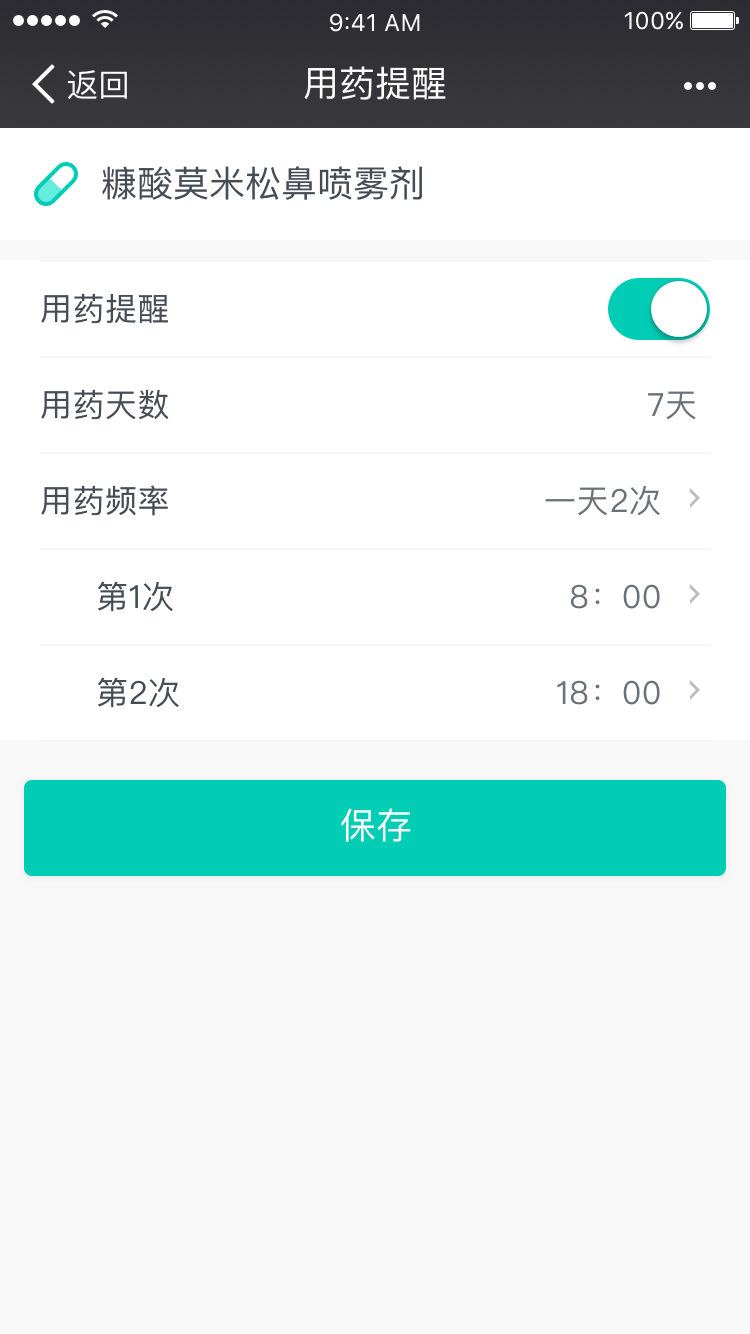 9:41 AM
100%
返回
用药提醒
糠酸莫米松鼻喷雾剂
用药提醒
用药天数
7天
用药频率
一天2次
第1次
8：00
第2次
18：00
保存